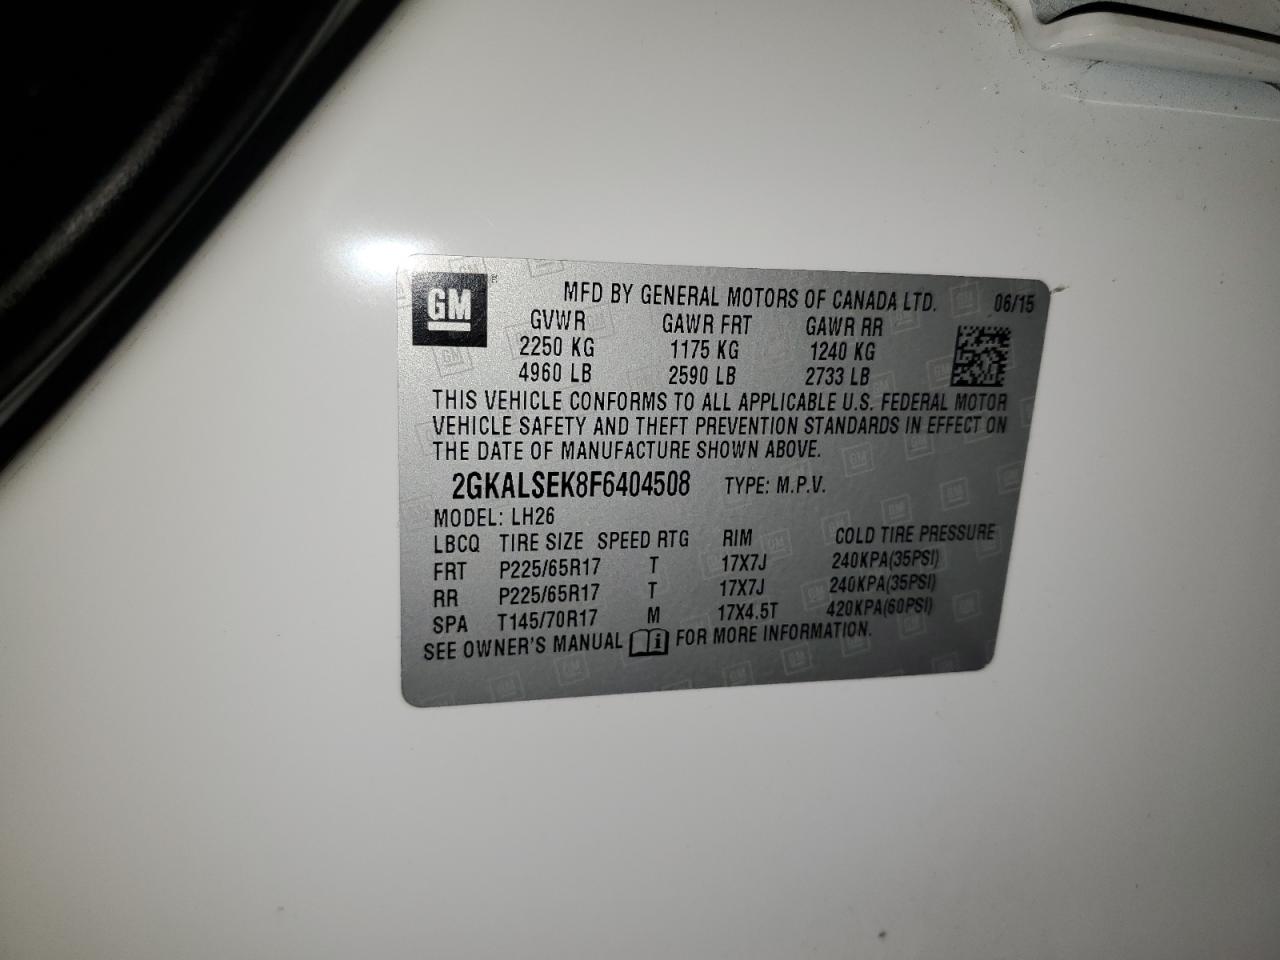 GM
MFD BY GENERAL MOTORS OF CANADA LTD. 06/15
GVWR GAWR FRT GAWR RR
2250 KG 1175 KG 1240 KG
4960 LB 2590 LB 2733 LB
THIS VEHICLE CONFORMS TO ALL APPLICABLE U.S. FEDERAL MOTOR
VEHICLE SAFETY AND THEFT PREVENTION STANDARDS IN EFFECT ON
THE DATE OF MANUFACTURE SHOWN ABOVE.
2GKALSEK8F6404508 TYPE: M.P.V.
MODEL: LH26
LBCQ TIRE SIZE SPEED RTG RIM COLD TIRE PRESSURE
FRT P225/65R17 T 17X7J 240KPA(35PSI)
RR P225/65R17 T 17X7J 240KPA(35PSI)
SPA T145/70R17 M 17X4.5T 420KPA(60PSI)
SEE OWNER'S MANUAL i FOR MORE INFORMATION.